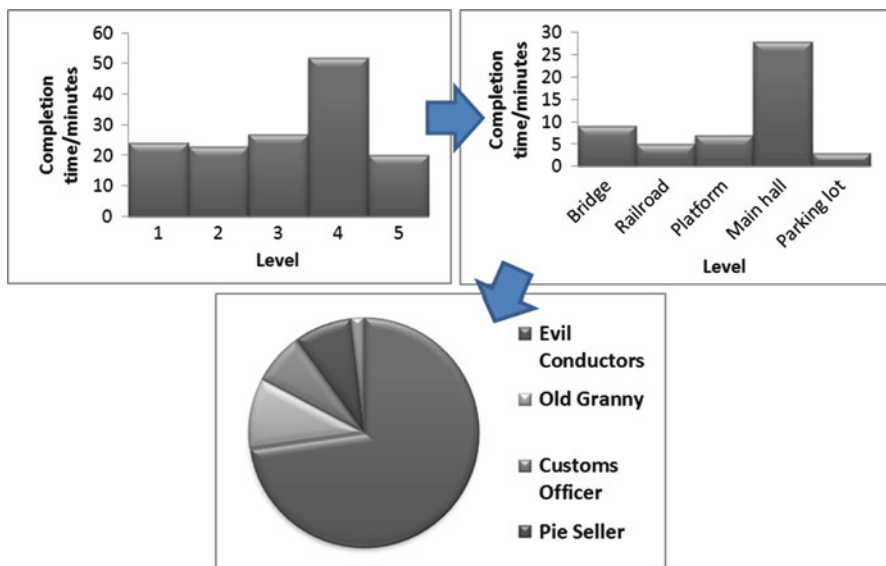 Completion
time/minutes
60
50
40
30
20
10
0
1 2 3 4 5
Level
Completion
time/minutes
30
25
20
15
10
5
0
Bridge
Railroad
Platform
Main hall
Parking lot
Level
Evil
Conductors
Old Granny
Customs
Officer
Pie Seller